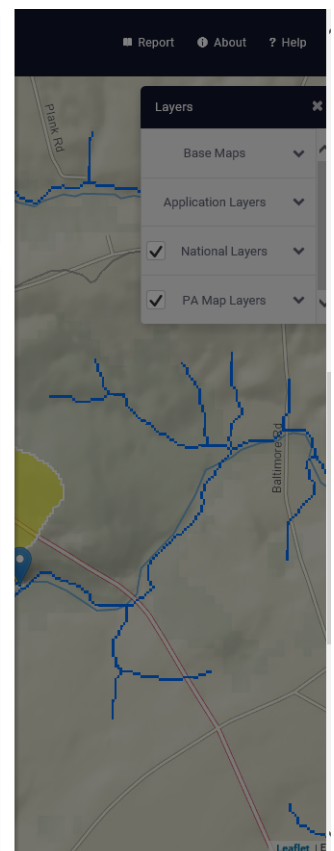 Report About ? Help
Plank Rd
Layers
Base Maps
Application Layers
National Layers
PA Map Layers
Baltimore Rd
Leaflet | E